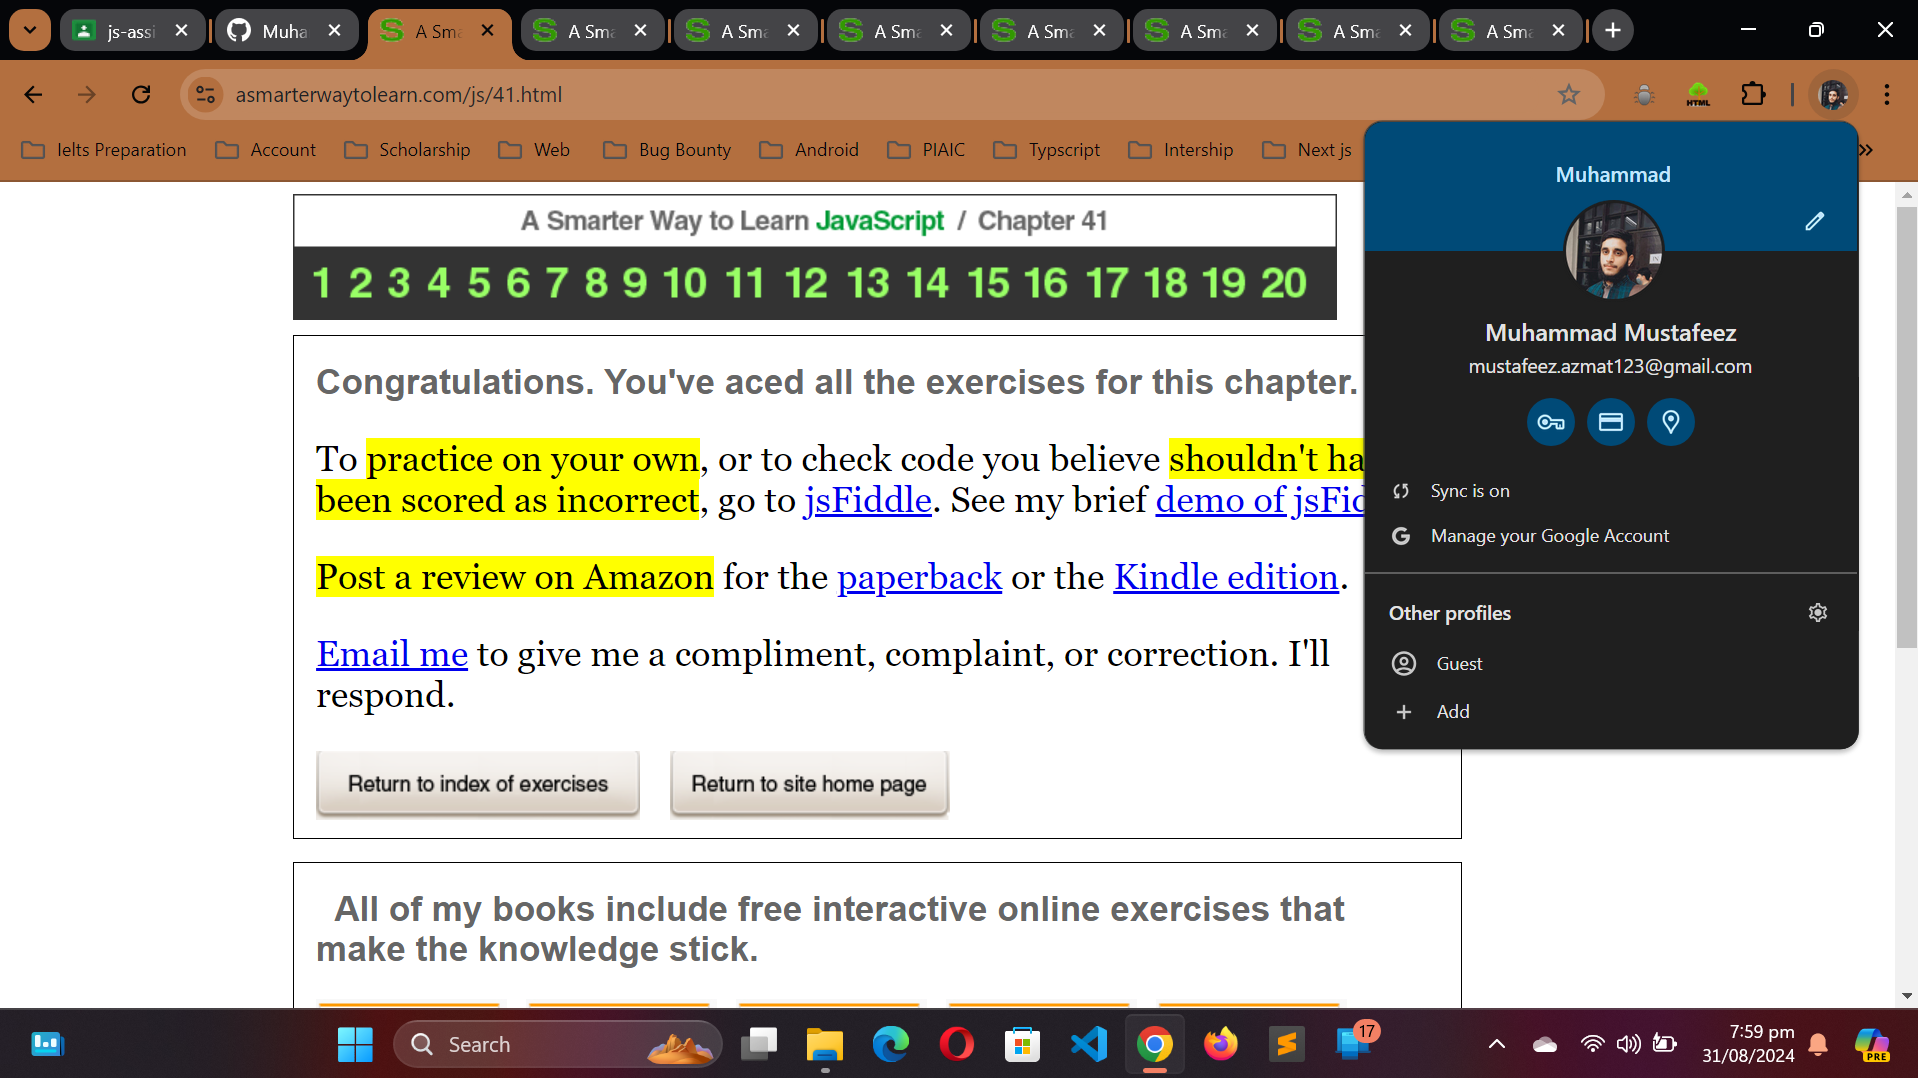 js-assi
Muha
A Sma
A Sma
A Sma
A Sma
A Sma
A Sma
A Sma
A Sma
asmarterwaytolearn.com/js/41.html
HTML
Ielts Preparation
Account
Scholarship
Web
Bug Bounty
Android
PIAIC
Typscript
Intership
Next js
A Smarter Way to Learn JavaScript / Chapter 41
1 2 3 4 5 6 7 8 9 10 11 12 13 14 15 16 17 18 19 20
Congratulations. You've aced all the exercises for this chapter.
To practice on your own, or to check code you believe shouldn't ha
been scored as incorrect, go to jsFiddle. See my brief demo of jsFid
Post a review on Amazon for the paperback or the Kindle edition.
Email me to give me a compliment, complaint, or correction. I'll
respond.
Return to index of exercises
Return to site home page
All of my books include free interactive online exercises that
make the knowledge stick.
Muhammad
Muhammad Mustafeez
mustafeez.azmat123@gmail.com
Sync is on
Manage your Google Account
Other profiles
Guest
Add
Search
17
7:59 pm
31/08/2024
PRE